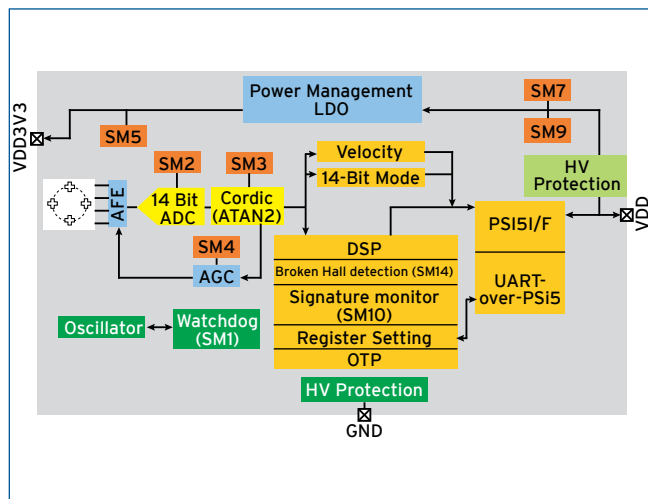 Power Management
LDO
SM7
SM9
VDD3V3
SM5
SM2
SM3
Velocity
14-Bit Mode
HV
Protection
AFE
14 Bit
ADC
Cordic
(ATAN2)
PSI5I/F
VDD
SM4
AGC
DSP
Broken Hall detection (SM14)
Signature monitor
(SM10)
Register Setting
OTP
UART-
over-PSi5
Oscillator
Watchdog
(SM1)
HV Protection
GND